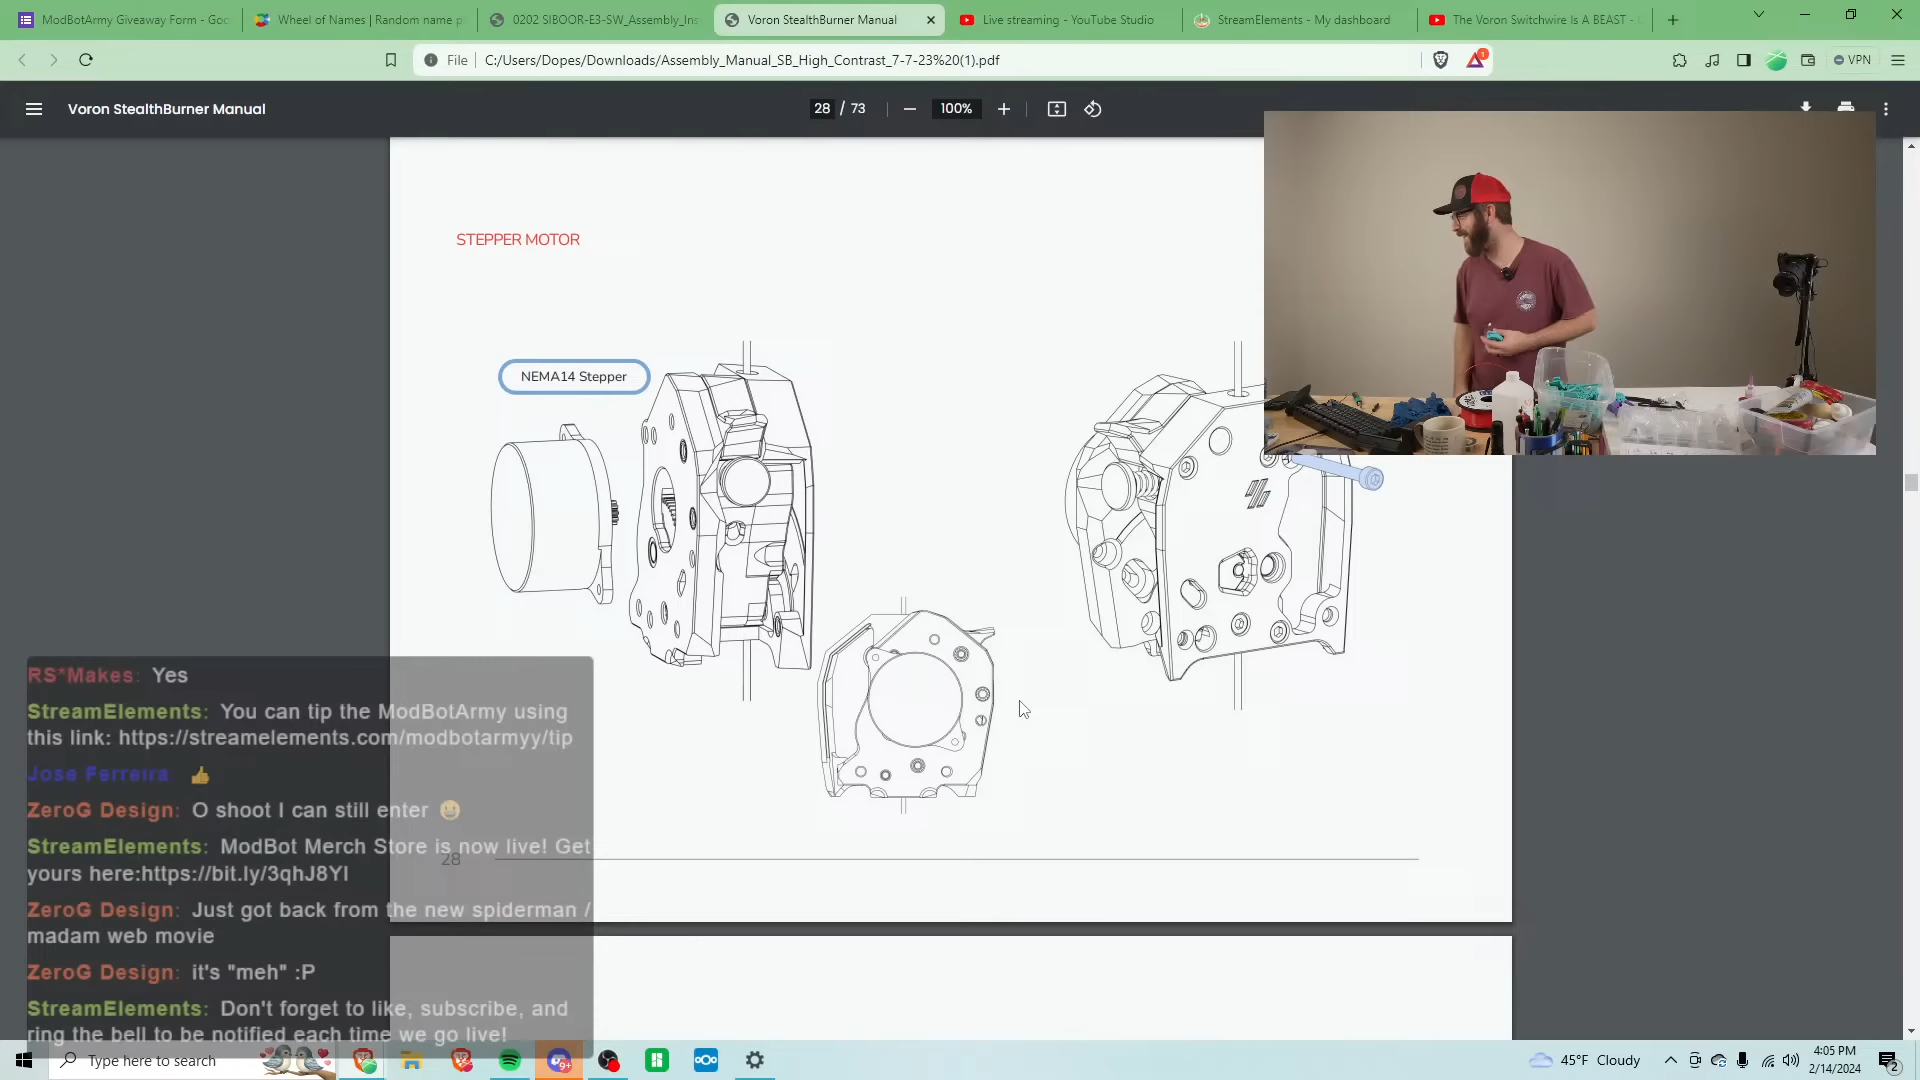 ModBotArmy Giveaway Form - Goo
Wheel of Names | Random name p
0202 SIBOOR-E3-SW_Assembly_Ins
Voron StealthBurner Manual
Live streaming - YouTube Studio
StreamElements - My dashboard
The Voron Switchwire Is A BEAST -
File
C:/Users/Dopes/Downloads/Assembly_Manual_SB_High_Contrast_7-7-23%20(1).pdf
1
VPN
Voron StealthBurner Manual
28 / 73
100%
STEPPER MOTOR
NEMA14 Stepper
RS*Makes: Yes
StreamElements: You can tip the ModBotArmy using
this link: https://streamelements.com/modbotarmyy/tip
Jose Ferreira: 👍
ZeroG Design: O shoot I can still enter 😀
StreamElements: ModBot Merch Store is now live! Get
yours here:https://bit.ly/3qhJ8Yl
28
ZeroG Design: Just got back from the new spiderman /
madam web movie
ZeroG Design: it's "meh" :P
StreamElements: Don't forget to like, subscribe, and
ring the bell to be notified each time we go live!
Type here to search
9+
45°F Cloudy
4:05 PM
2/14/2024
2